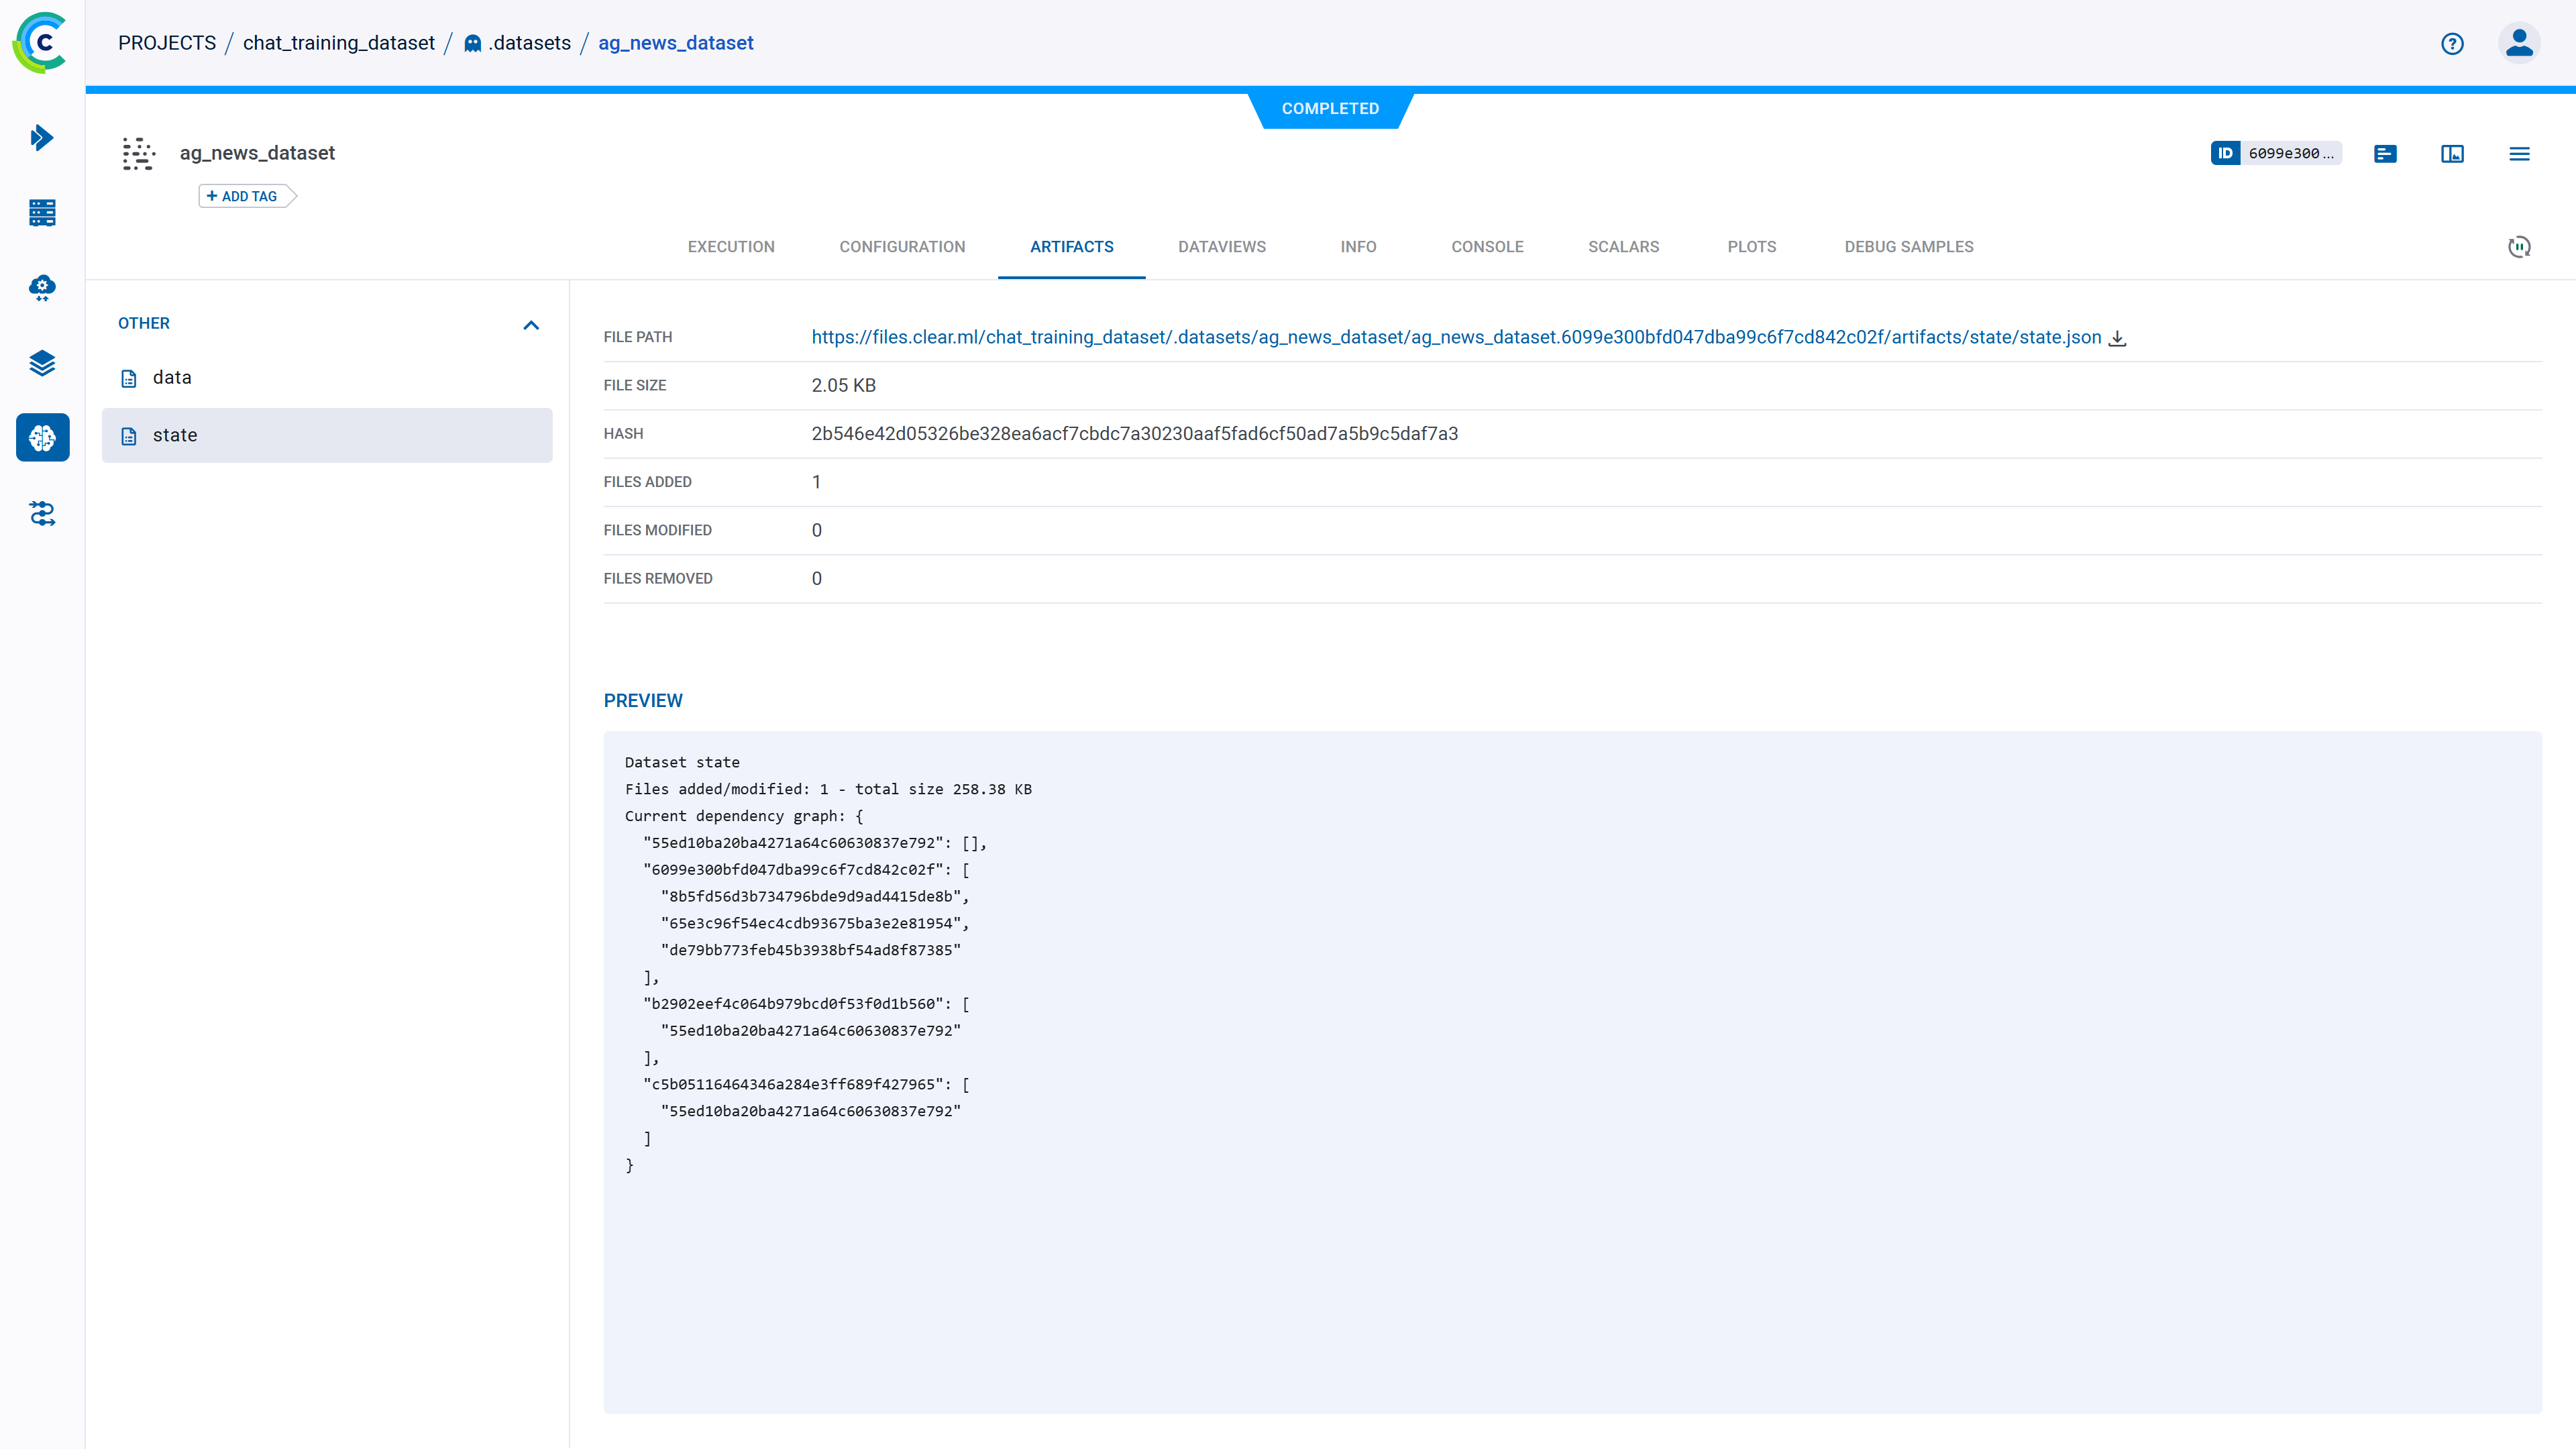 PROJECTS / chat_training_dataset / .datasets / ag_news_dataset
COMPLETED
ag_news_dataset
ID 6099e300 ...
+ ADD TAG
EXECUTION CONFIGURATION ARTIFACTS DATAVIEWS INFO CONSOLE SCALARS PLOTS DEBUG SAMPLES
OTHER
data
state
FILE PATH https://files.clear.ml/chat_training_dataset/.datasets/ag_news_dataset/ag_news_dataset.6099e300bfd047dba99c6f7cd842c02f/artifacts/state/state.json
FILE SIZE 2.05 KB
HASH 2b546e42d05326be328ea6acf7cbdc7a30230aaf5fad6cf50ad7a5b9c5daf7a3
FILES ADDED 1
FILES MODIFIED 0
FILES REMOVED 0
PREVIEW
Dataset state
Files added/modified: 1 - total size 258.38 KB
Current dependency graph: {
"55ed10ba20ba4271a64c60630837e792": [],
"6099e300bfd047dba99c6f7cd842c02f": [
"8b5fd56d3b734796bde9d9ad4415de8b",
"65e3c96f54ec4cdb93675ba3e2e81954",
"de79bb773feb45b3938bf54ad8f87385"
],
"b2902eef4c064b979bcd0f53f0d1b560": [
"55ed10ba20ba4271a64c60630837e792"
],
"c5b05116464346a284e3ff689f427965": [
"55ed10ba20ba4271a64c60630837e792"
]
}